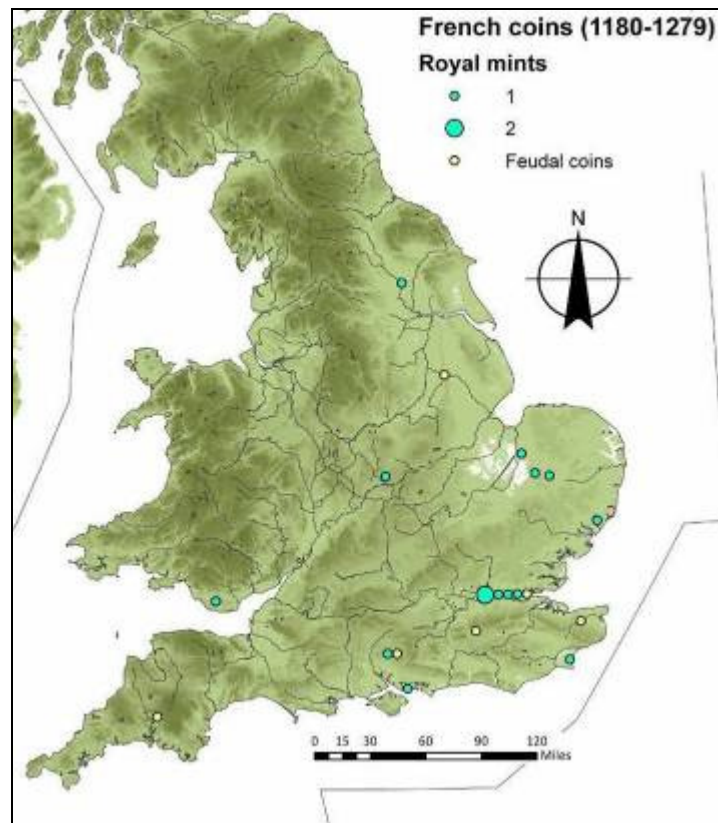 French coins (1180-1279)
Royal mints
1
2
Feudal coins
N
0 15 30 60 90 120
Miles